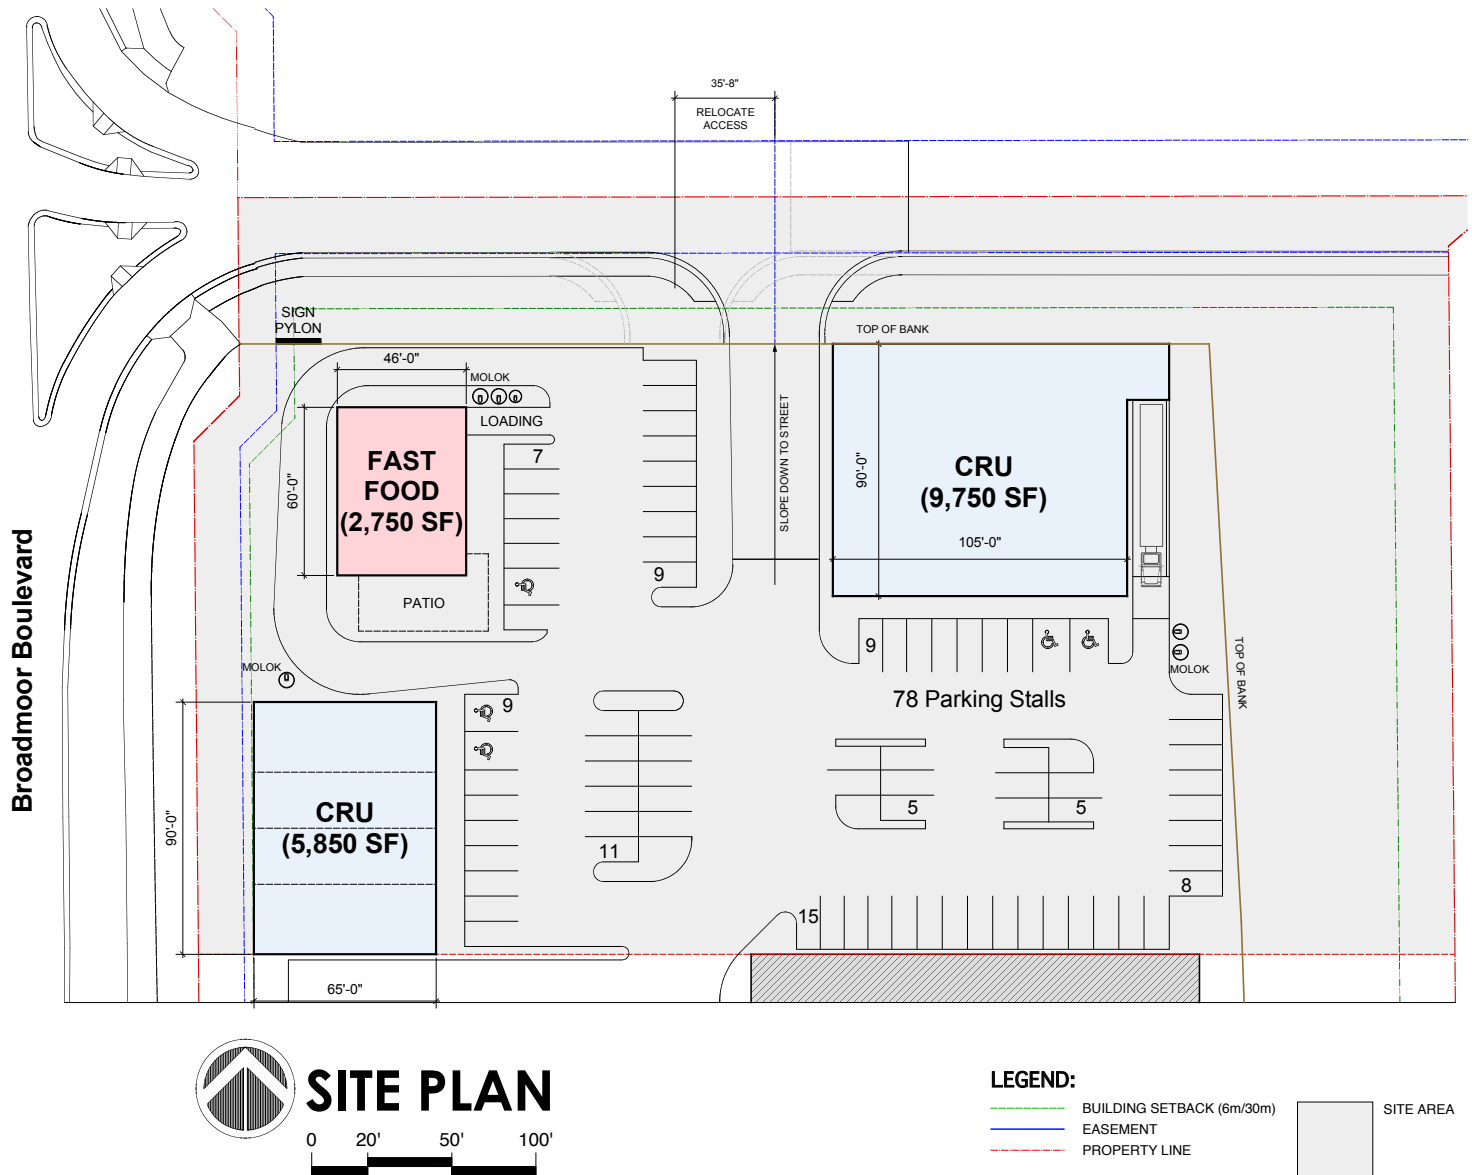 35'-8"
RELOCATE
ACCESS
SIGN
PYLON
TOP OF BANK
46'-0"
MOLOK
LOADING
7
FAST
FOOD
(2,750 SF)
60'-0"
PATIO
9
SLOPE DOWN TO STREET
90'-0"
CRU
(9,750 SF)
105'-0"
9
MOLOK
TOP OF BANK
78 Parking Stalls
Broadmoor Boulevard
MOLOK
9
90'-0"
CRU
(5,850 SF)
11
5
5
8
15
65'-0"
SITE PLAN
0 20' 50' 100'
LEGEND:
BUILDING SETBACK (6m/30m)
EASEMENT
PROPERTY LINE
SITE AREA